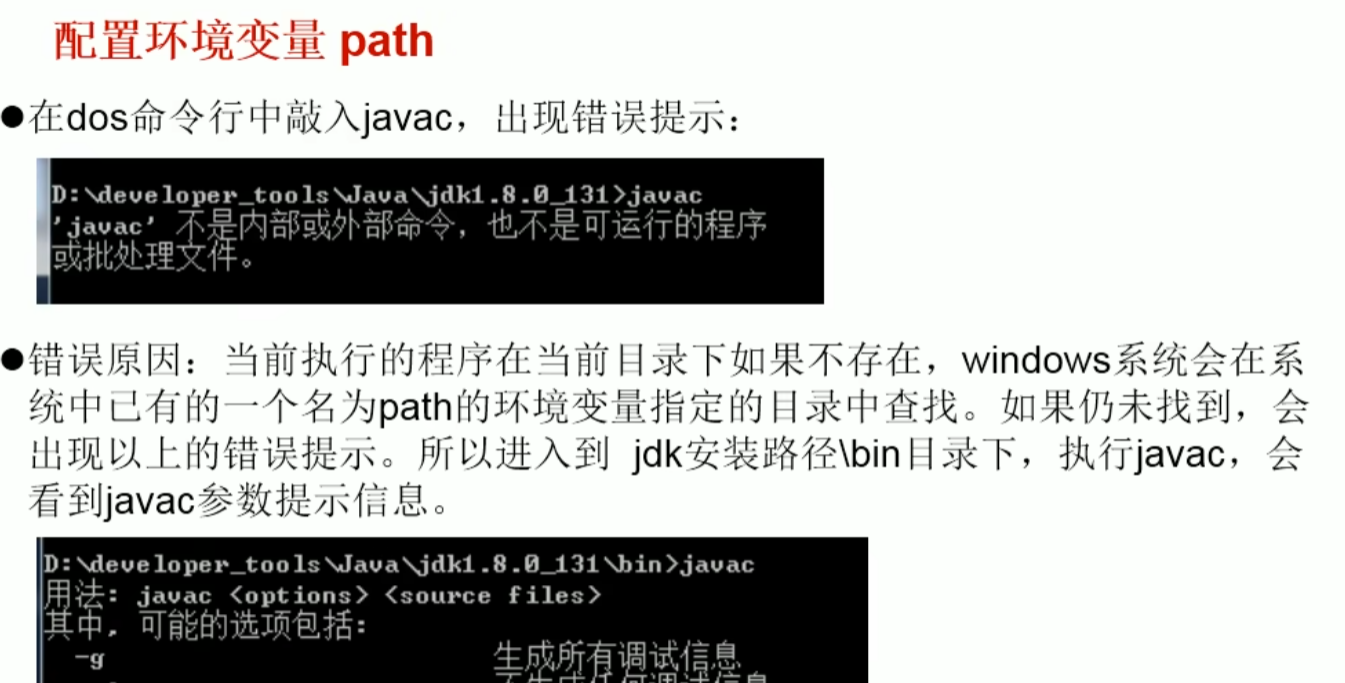 配置环境变量 path
●在dos命令行中敲入javac，出现错误提示：
D:\developer_tools\Java\jdk1.8.0_131>javac
'javac' 不是内部或外部命令，也不是可运行的程序
或批处理文件。
●错误原因：当前执行的程序在当前目录下如果不存在，windows系统会在系
统中已有的一个名为path的环境变量指定的目录中查找。如果仍未找到，会
出现以上的错误提示。所以进入到 jdk安装路径\bin目录下，执行javac，会
看到javac参数提示信息。
D:\developer_tools\Java\jdk1.8.0_131\bin>javac
用法: javac <options> <source files>
其中, 可能的选项包括:
-g 生成所有调试信息